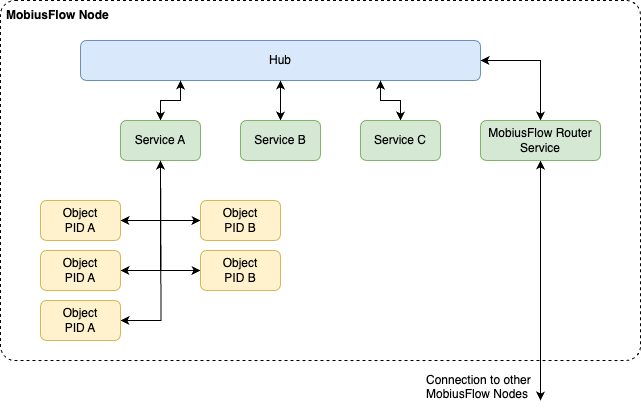 MobiusFlow Node
Hub
Service A
Service B
Service C
MobiusFlow Router
Service
Object
PID A
Object
PID B
Object
PID A
Object
PID B
Object
PID A
Connection to other
MobiusFlow Nodes